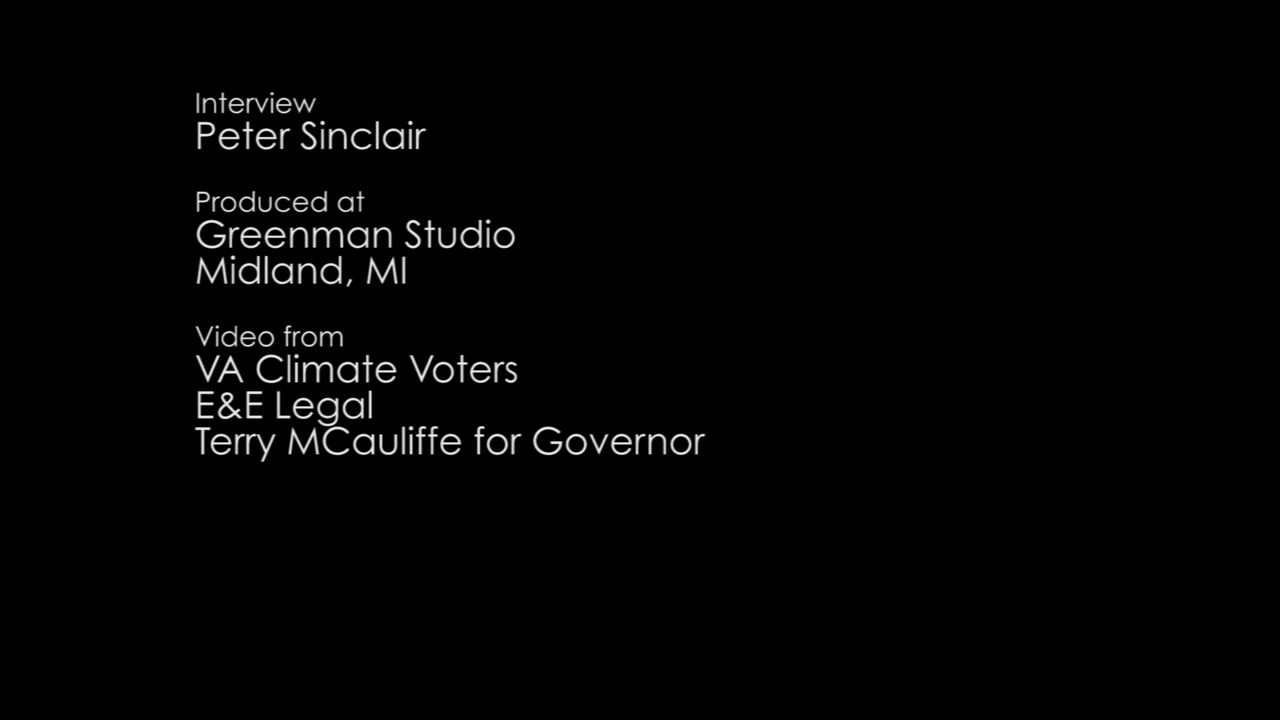 Interview
Peter Sinclair
Produced at
Greenman Studio
Midland, MI
Video from
VA Climate Voters
E&E Legal
Terry MCauliffe for Governor